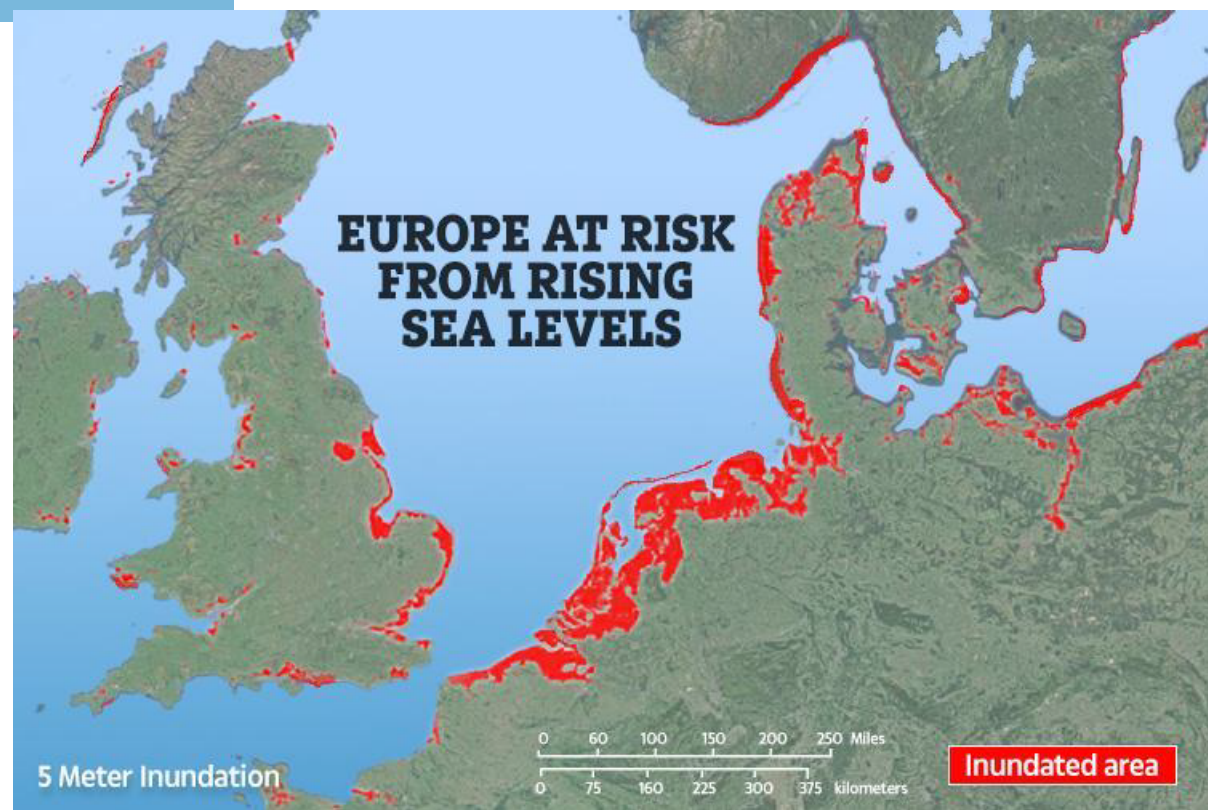 EUROPE AT RISK
FROM RISING
SEA LEVELS
0 60 100 150 200 250 Miles
0 75 160 225 300 375 kilometers
5 Meter Inundation
Inundated area